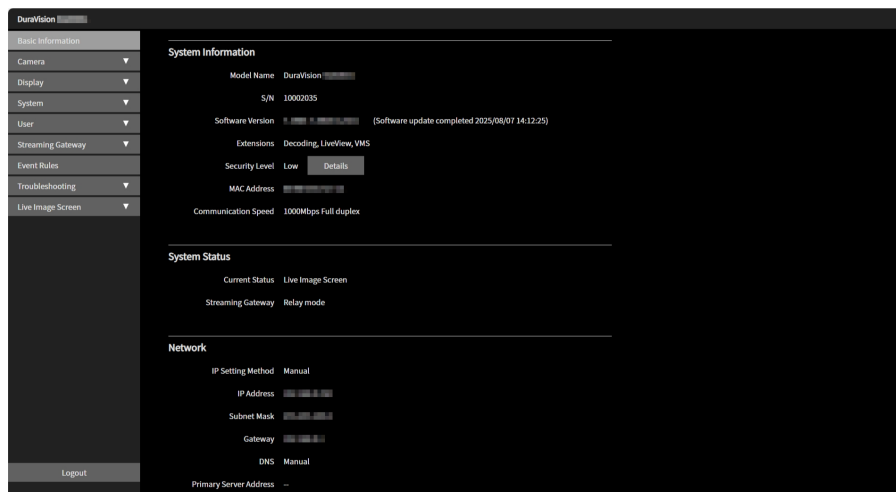 DuraVision
Basic Information
Camera ▼
Display ▼
System ▼
User ▼
Streaming Gateway ▼
Event Rules
Troubleshooting ▼
Live Image Screen ▼
Logout
System Information
Model Name DuraVision
S/N 10002035
Software Version (Software update completed 2025/08/07 14:12:25)
Extensions Decoding, LiveView, VMS
Security Level Low Details
MAC Address
Communication Speed 1000Mbps Full duplex
System Status
Current Status Live Image Screen
Streaming Gateway Relay mode
Network
IP Setting Method Manual
IP Address
Subnet Mask
Gateway
DNS Manual
Primary Server Address --